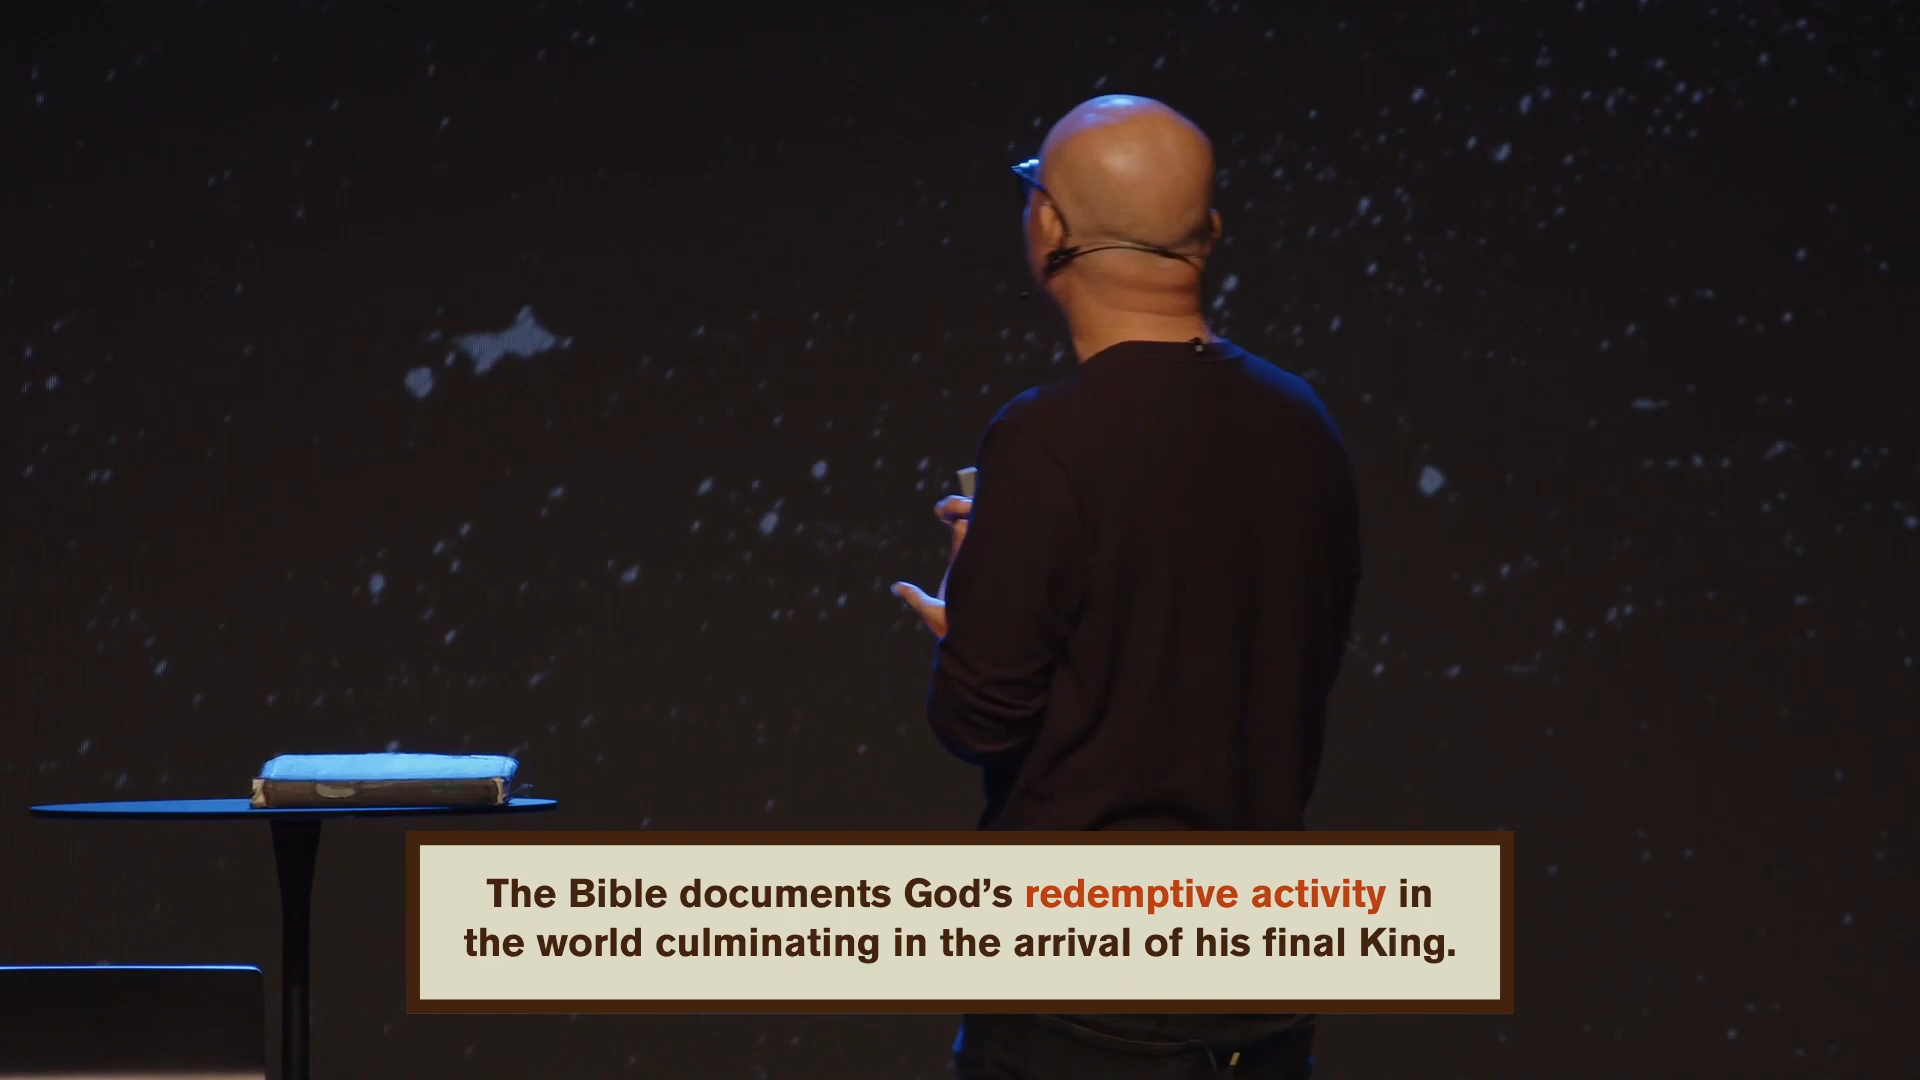 The Bible documents God’s redemptive activity in
the world culminating in the arrival of his final King.